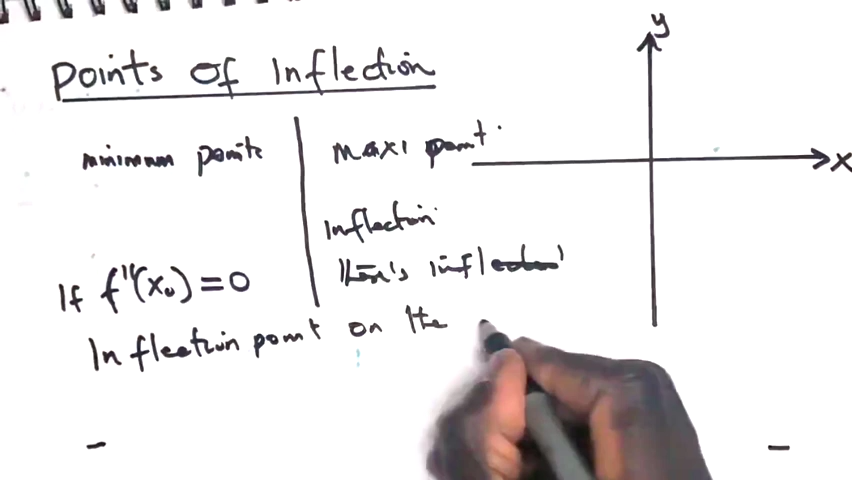 Points of Inflection
y
minimum points
maxi point
x
Inflection
If f''(x₀) = 0
Inflection point on the